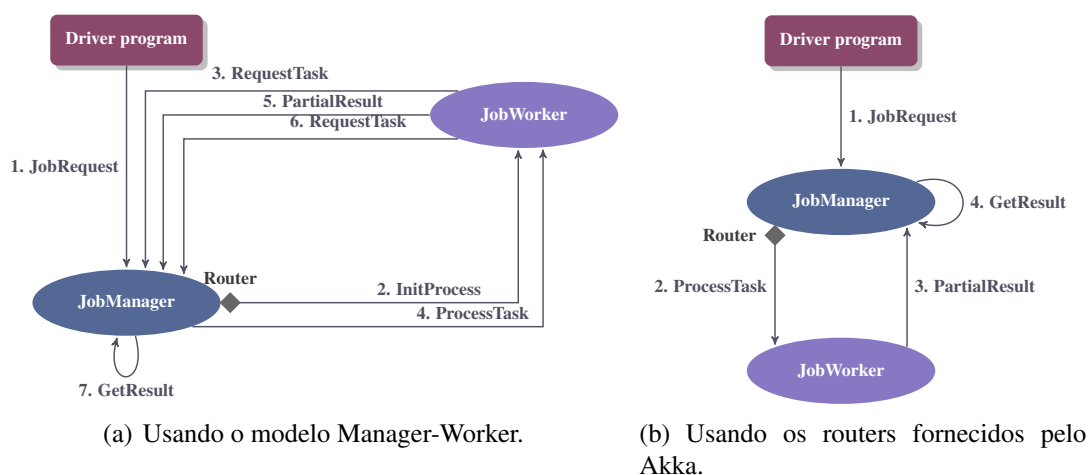 Driver program
3. RequestTask
5. PartialResult
6. RequestTask
JobWorker
1. JobRequest
Router
JobManager
2. InitProcess
4. ProcessTask
7. GetResult
(a) Usando o modelo Manager-Worker.
Driver program
1. JobRequest
JobManager
4. GetResult
Router
2. ProcessTask
3. PartialResult
JobWorker
(b) Usando os routers fornecidos pelo
Akka.